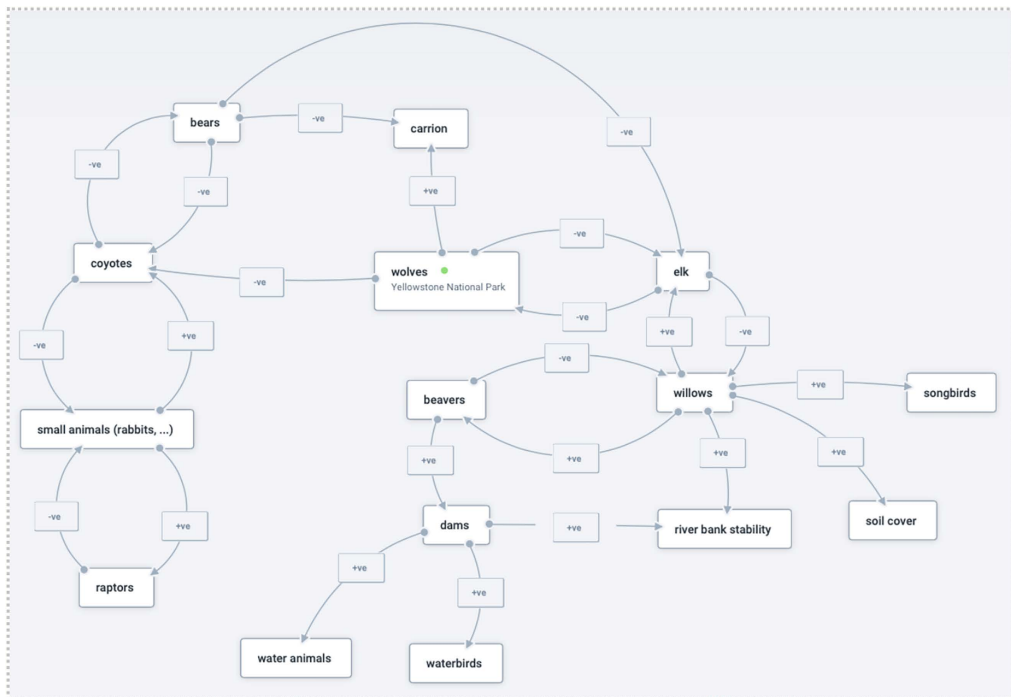 bears
-ve
carrion
-ve
-ve
-ve
+ve
-ve
coyotes
wolves
Yellowstone National Park
elk
-ve
-ve
-ve
+ve
+ve
-ve
-ve
+ve
songbirds
beavers
willows
small animals (rabbits, ...)
+ve
+ve
+ve
+ve
-ve
+ve
dams
+ve
river bank stability
soil cover
+ve
raptors
+ve
water animals
waterbirds